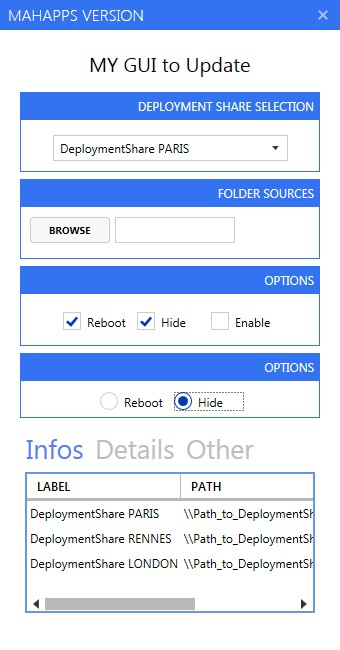 MAHAPPS VERSION
MY GUI to Update
DEPLOYMENT SHARE SELECTION
DeploymentShare PARIS
FOLDER SOURCES
BROWSE
OPTIONS
Reboot Hide Enable
OPTIONS
Reboot Hide
Infos Details Other
LABEL PATH
DeploymentShare PARIS \\Path_to_DeploymentSh
DeploymentShare RENNES \\Path_to_DeploymentSh
DeploymentShare LONDON \\Path_to_DeploymentSh